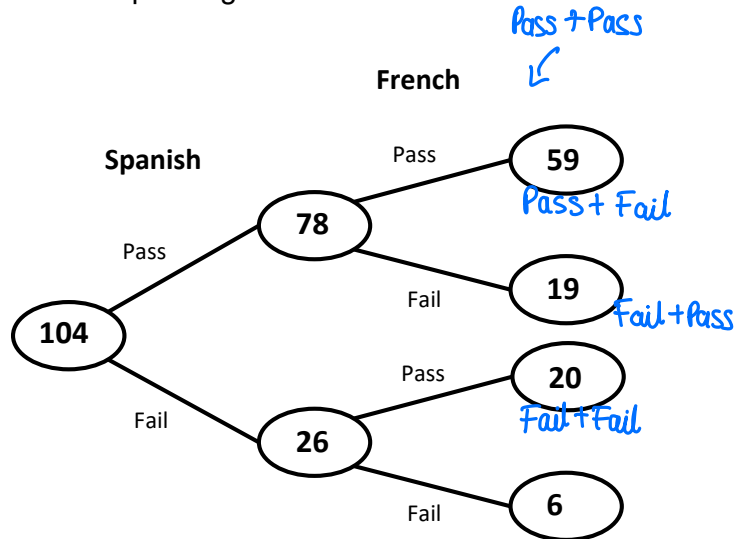 Pass + Pass
French
Spanish
Pass
59
Pass + Fail
78
Pass
Fail
19
Fail + Pass
104
Pass
20
Fail
Fail + Fail
26
Fail
6